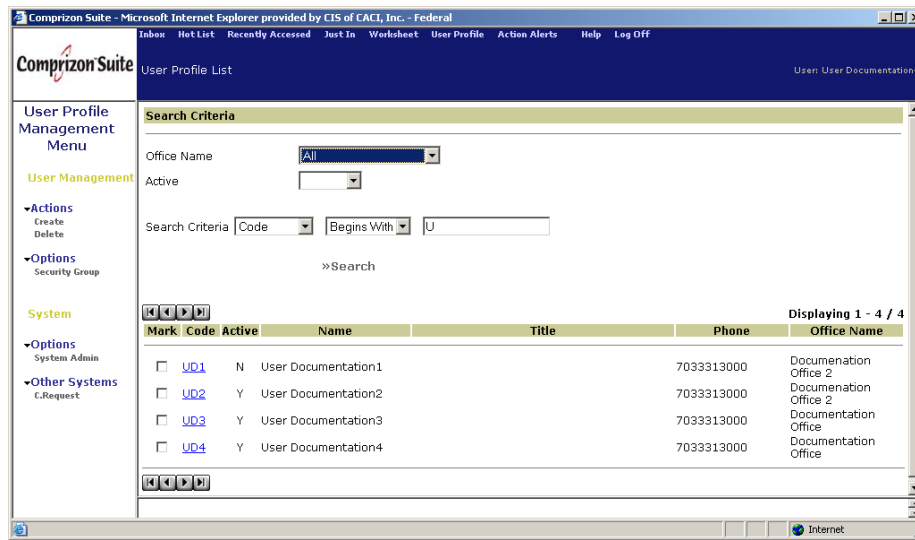 Comprizon Suite - Microsoft Internet Explorer provided by CIS of CACI, Inc. - Federal
Inbox Hot List Recently Accessed Just In Worksheet User Profile Action Alerts Help Log Off
Comprizon Suite
User Profile List
User: User Documentation
User Profile
Management
Menu
User Management
Actions
Create
Delete
Options
Security Group
System
Options
System Admin
Other Systems
C.Request
Search Criteria
Office Name All
Active
Search Criteria Code Begins With U
»Search
Displaying 1 - 4 / 4
Mark Code Active Name Title Phone Office Name
UD1 N User Documentation1 7033313000 Documenation
Office 2
UD2 Y User Documentation2 7033313000 Documenation
Office 2
UD3 Y User Documentation3 7033313000 Documentation
Office
UD4 Y User Documentation4 7033313000 Documentation
Office
Internet